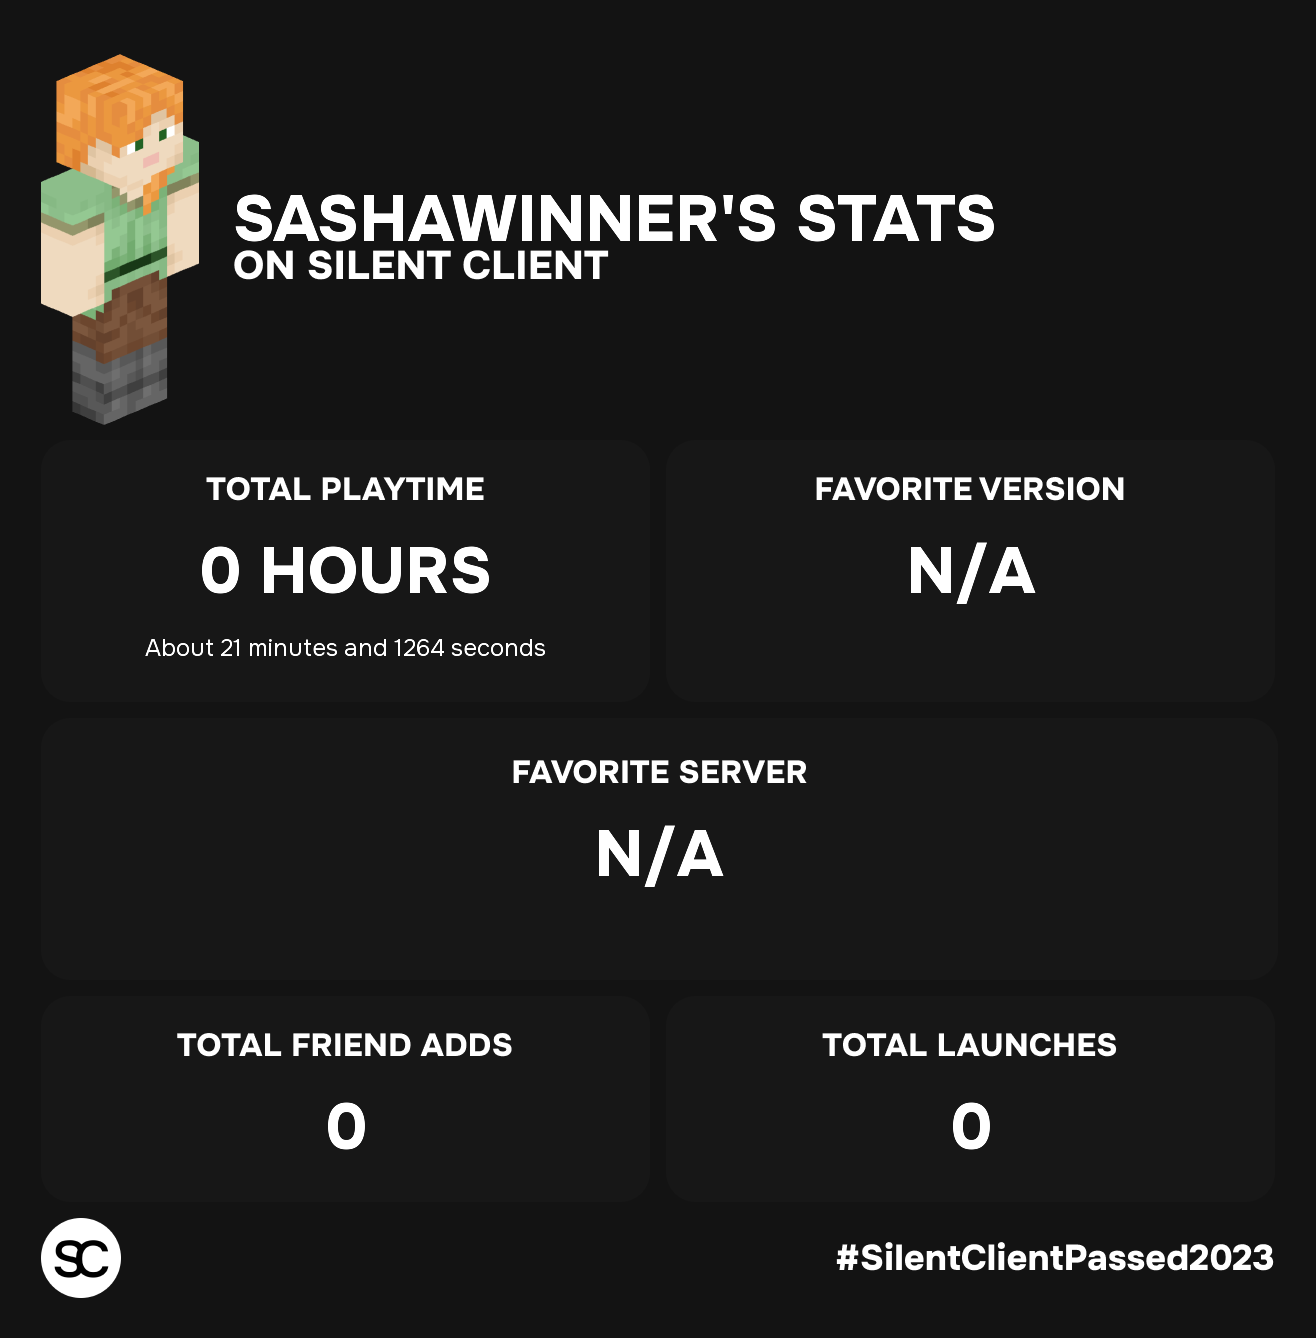 SASHAWINNER'S STATS
ON SILENT CLIENT
TOTAL PLAYTIME
0 HOURS
About 21 minutes and 1264 seconds
FAVORITE VERSION
N/A
FAVORITE SERVER
N/A
TOTAL FRIEND ADDS
0
TOTAL LAUNCHES
0
SC
#SilentClientPassed2023